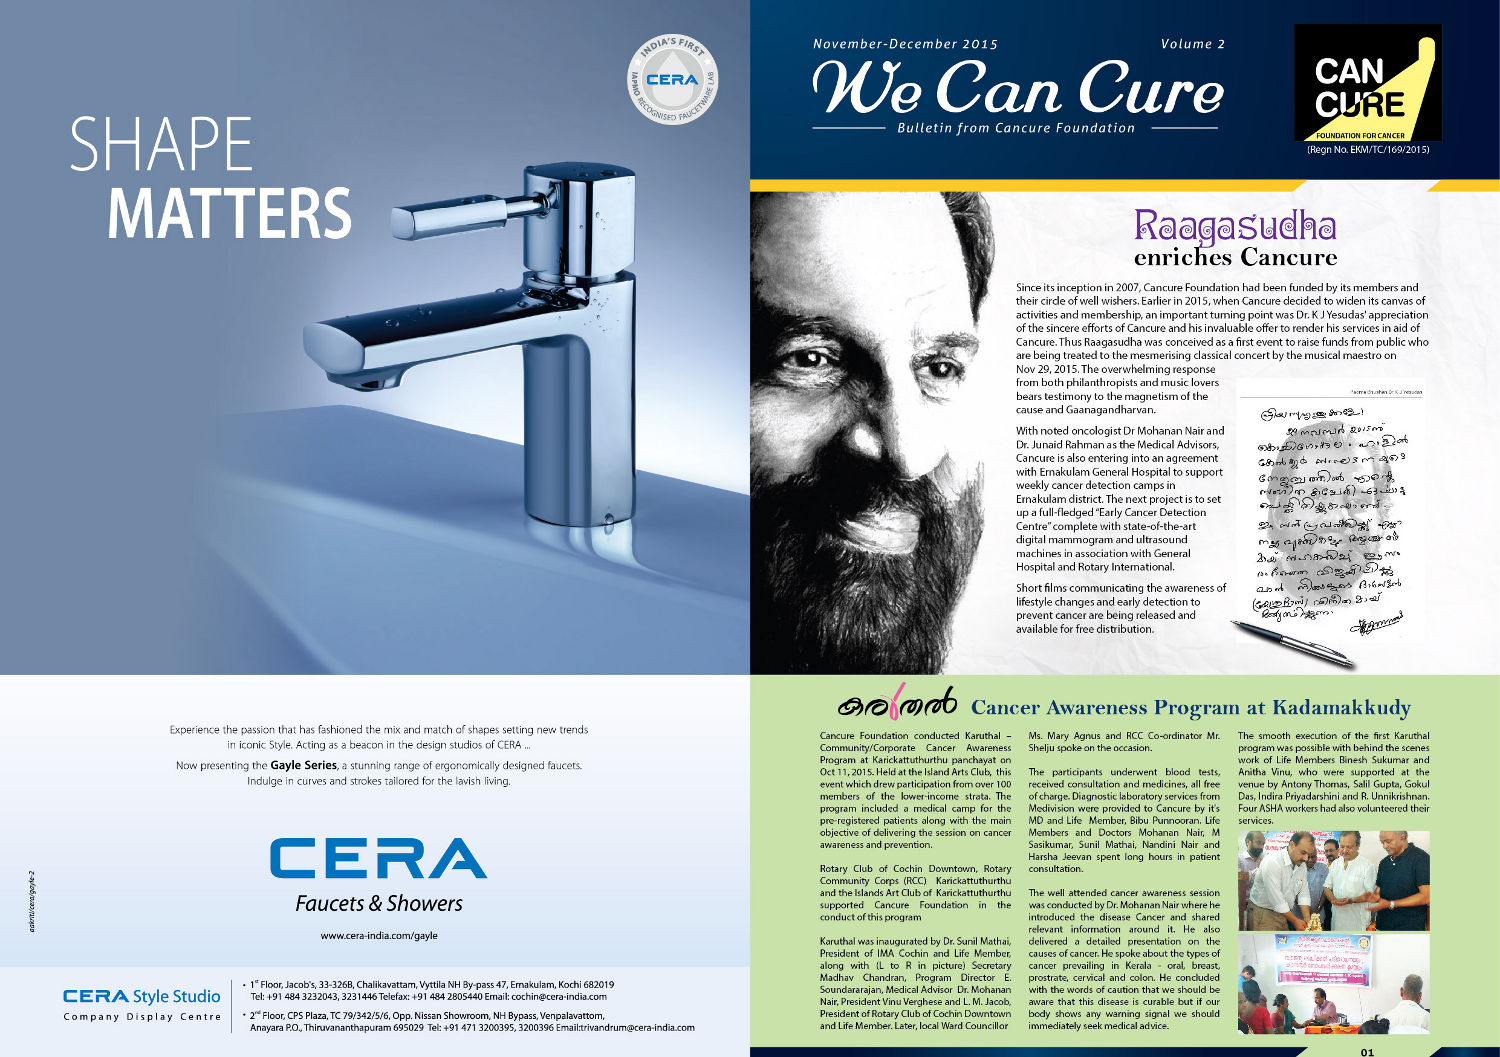 SHAPE
MATTERS
INDIA'S FIRST
CERA
IAPMO RECOGNISED FAUCETWARE LAB
Experience the passion that has fashioned the mix and match of shapes setting new trends
in iconic Style. Acting as a beacon in the design studios of CERA ...
Now presenting the Gayle Series, a stunning range of ergonomically designed faucets.
Indulge in curves and strokes tailored for the lavish living.
CERA
Faucets & Showers
www.cera-india.com/gayle
aakriti/cera/gayle-2
CERA Style Studio
Company Display Centre
• 1st Floor, Jacob's, 33-326B, Chalikavattam, Vyttila NH By-pass 47, Ernakulam, Kochi 682019
Tel: +91 484 3232043, 3231446 Telefax: +91 484 2805440 Email: cochin@cera-india.com
• 2nd Floor, CPS Plaza, TC 79/342/5/6, Opp. Nissan Showroom, NH Bypass, Venpalavattom,
Anayara P.O., Thiruvananthapuram 695029 Tel: +91 471 3200395, 3200396 Email:trivandrum@cera-india.com
November-December 2015
Volume 2
We Can Cure
Bulletin from Cancure Foundation
CAN
CURE
FOUNDATION FOR CANCER
(Regn No. EKM/TC/169/2015)
Raagasudha
enriches Cancure
Since its inception in 2007, Cancure Foundation had been funded by its members and
their circle of well wishers. Earlier in 2015, when Cancure decided to widen its canvas of
activities and membership, an important turning point was Dr. K J Yesudas' appreciation
of the sincere efforts of Cancure and his invaluable offer to render his services in aid of
Cancure. Thus Raagasudha was conceived as a first event to raise funds from public who
are being treated to the mesmerising classical concert by the musical maestro on
Nov 29, 2015. The overwhelming response
from both philanthropists and music lovers
bears testimony to the magnetism of the
cause and Gaanagandharvan.
With noted oncologist Dr Mohanan Nair and
Dr. Junaid Rahman as the Medical Advisors,
Cancure is also entering into an agreement
with Ernakulam General Hospital to support
weekly cancer detection camps in
Ernakulam district. The next project is to set
up a full-fledged "Early Cancer Detection
Centre" complete with state-of-the-art
digital mammogram and ultrasound
machines in association with General
Hospital and Rotary International.
Short films communicating the awareness of
lifestyle changes and early detection to
prevent cancer are being released and
available for free distribution.
Padma Bhushan Dr K J Yesudas
കരുതൽ Cancer Awareness Program at Kadamakkudy
Cancure Foundation conducted Karuthal –
Community/Corporate Cancer Awareness
Program at Karickattuthurthu panchayat on
Oct 11, 2015. Held at the Island Arts Club, this
event which drew participation from over 100
members of the lower-income strata. The
program included a medical camp for the
pre-registered patients along with the main
objective of delivering the session on cancer
awareness and prevention.
Rotary Club of Cochin Downtown, Rotary
Community Corps (RCC) Karickattuthurthu
and the Islands Art Club of Karickattuthurthu
supported Cancure Foundation in the
conduct of this program
Karuthal was inaugurated by Dr. Sunil Mathai,
President of IMA Cochin and Life Member,
along with (L to R in picture) Secretary
Madhav Chandran, Program Director E.
Soundararajan, Medical Advisor Dr. Mohanan
Nair, President Vinu Verghese and L. M. Jacob,
President of Rotary Club of Cochin Downtown
and Life Member. Later, local Ward Councillor
Ms. Mary Agnus and RCC Co-ordinator Mr.
Shelju spoke on the occasion.
The participants underwent blood tests,
received consultation and medicines, all free
of charge. Diagnostic laboratory services from
Medivision were provided to Cancure by it's
MD and Life Member, Bibu Punnooran. Life
Members and Doctors Mohanan Nair, M
Sasikumar, Sunil Mathai, Nandini Nair and
Harsha Jeevan spent long hours in patient
consultation.
The well attended cancer awareness session
was conducted by Dr. Mohanan Nair where he
introduced the disease Cancer and shared
relevant information around it. He also
delivered a detailed presentation on the
causes of cancer. He spoke about the types of
cancer prevailing in Kerala - oral, breast,
prostrate, cervical and colon. He concluded
with the words of caution that we should be
aware that this disease is curable but if our
body shows any warning signal we should
immediately seek medical advice.
The smooth execution of the first Karuthal
program was possible with behind the scenes
work of Life Members Binesh Sukumar and
Anitha Vinu, who were supported at the
venue by Antony Thomas, Salil Gupta, Gokul
Das, Indira Priyadarshini and R. Unnikrishnan.
Four ASHA workers had also volunteered their
services.
01